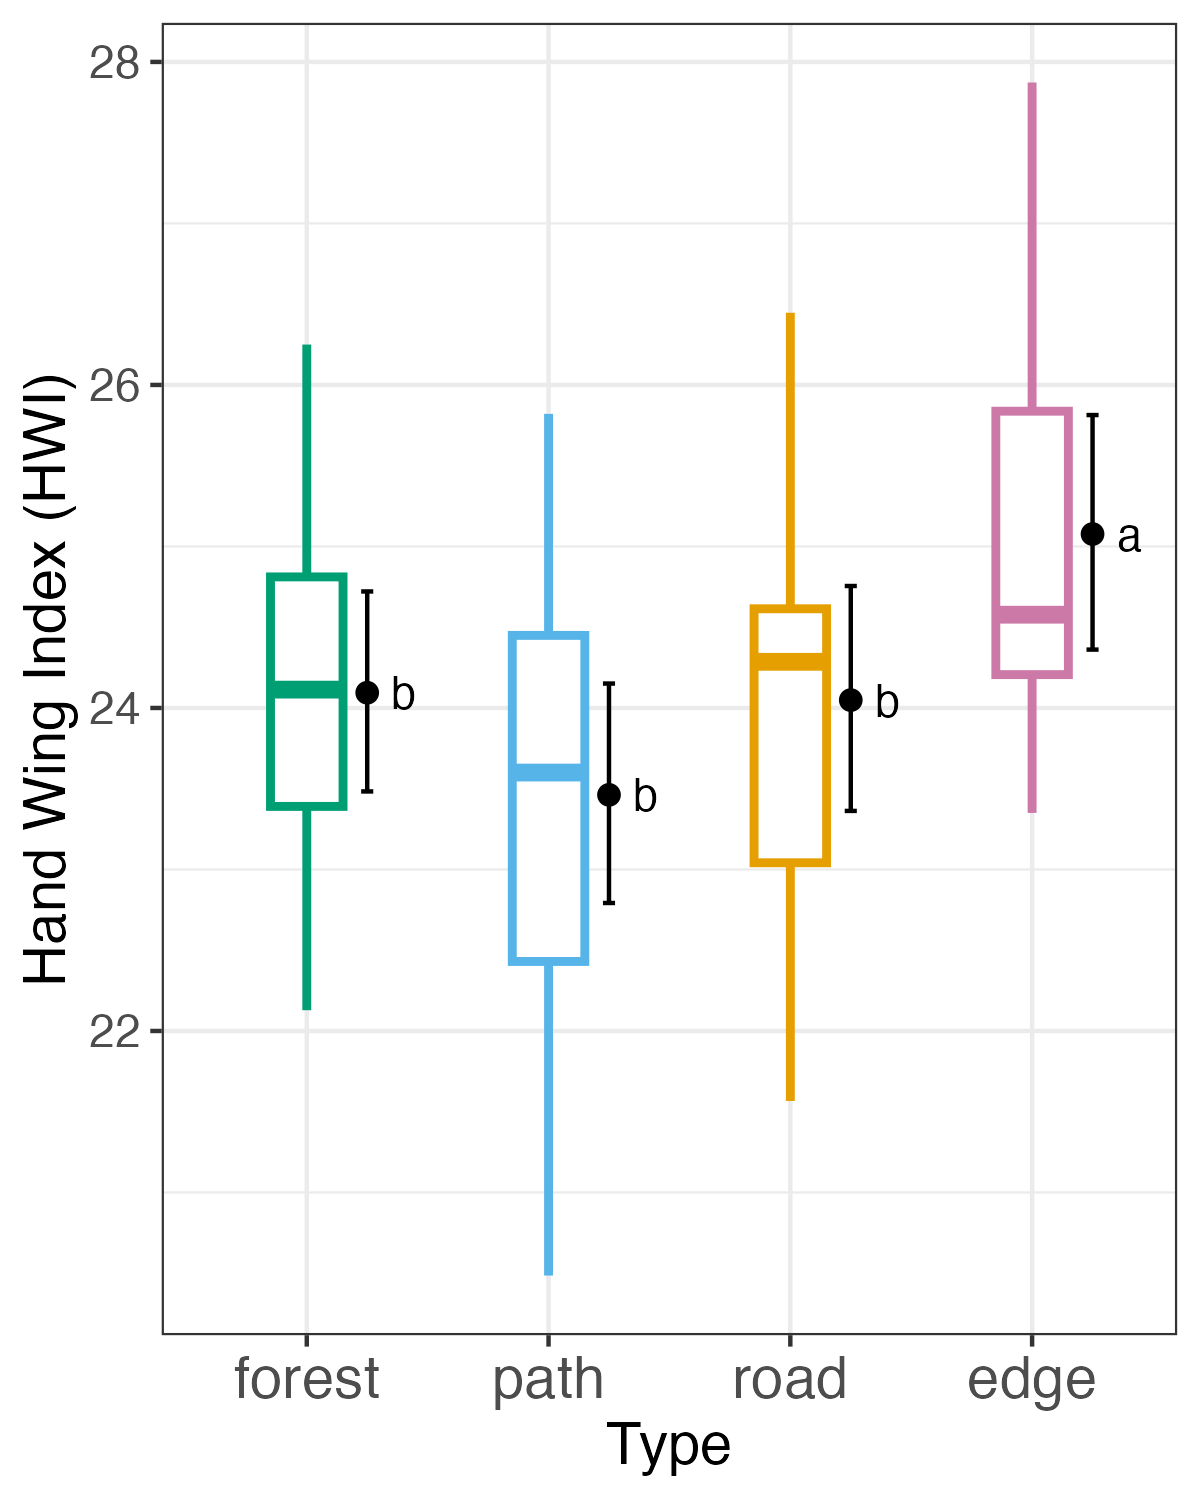 Hand Wing Index (HWI)
28
26
24
22
b
b
b
a
forest path road edge
Type